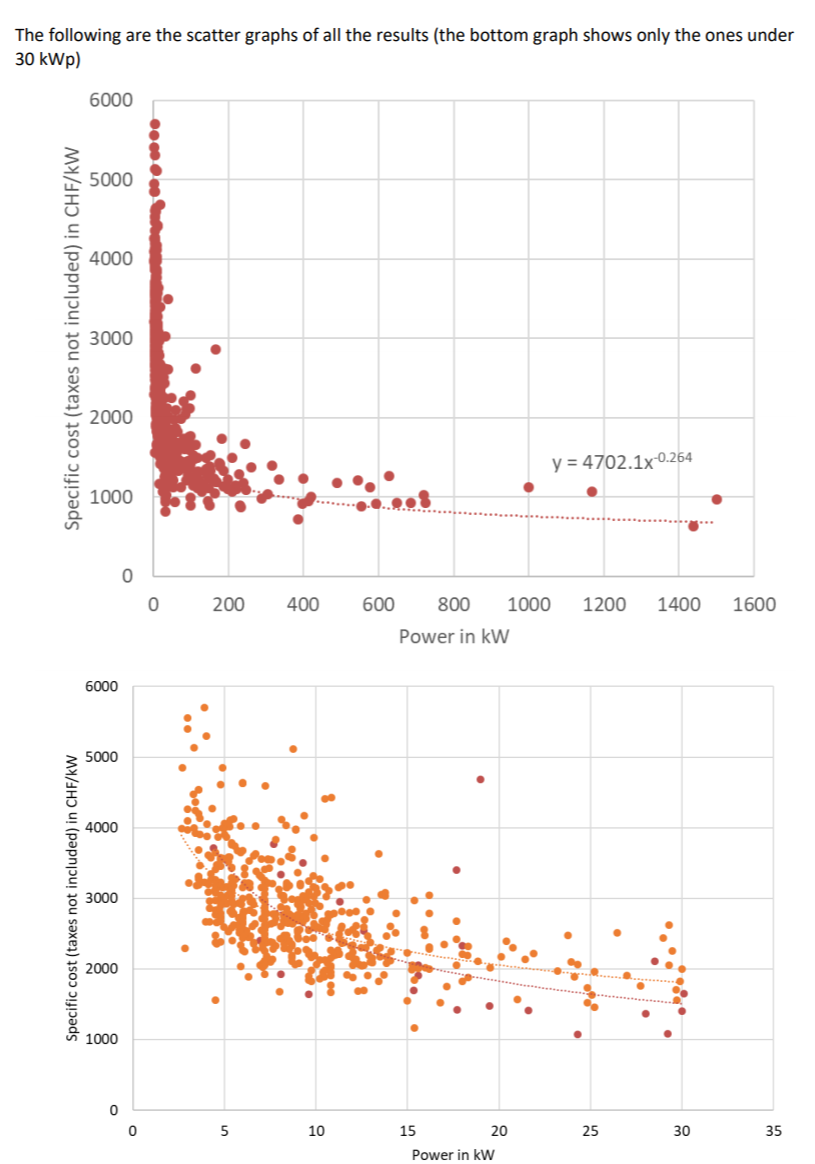 The following are the scatter graphs of all the results (the bottom graph shows only the ones under
30 kWp)
6000
5000
4000
3000
2000
1000
0
Specific cost (taxes not included) in CHF/kW
y = 4702.1x^-0.264
0 200 400 600 800 1000 1200 1400 1600
Power in kW
6000
5000
4000
3000
2000
1000
0
Specific cost (taxes not included) in CHF/kW
0 5 10 15 20 25 30 35
Power in kW